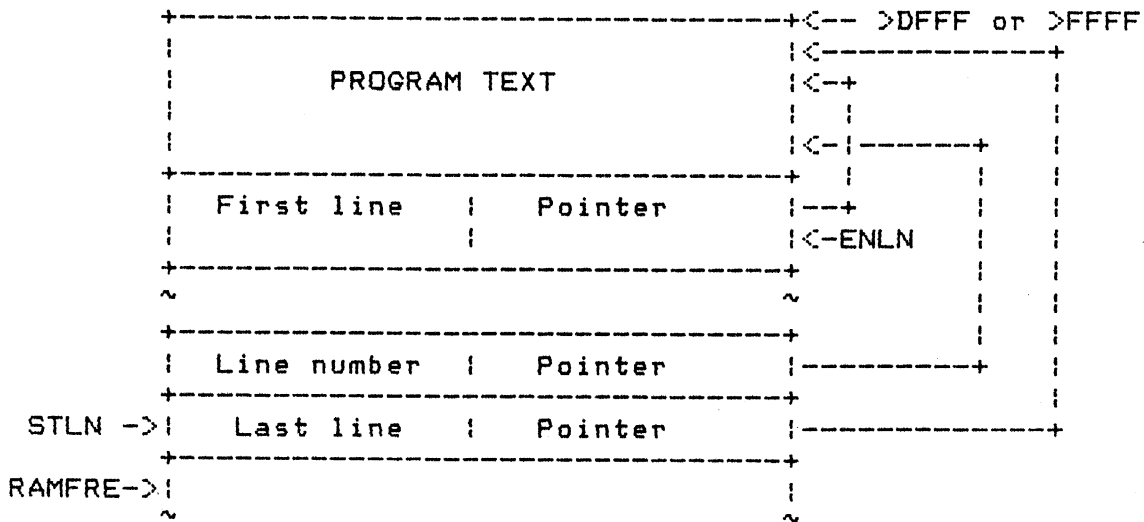 <-- >DFFF or >FFFF
PROGRAM TEXT
First line | Pointer
<-ENLN
Line number | Pointer
STLN -> Last line | Pointer
RAMFRE->